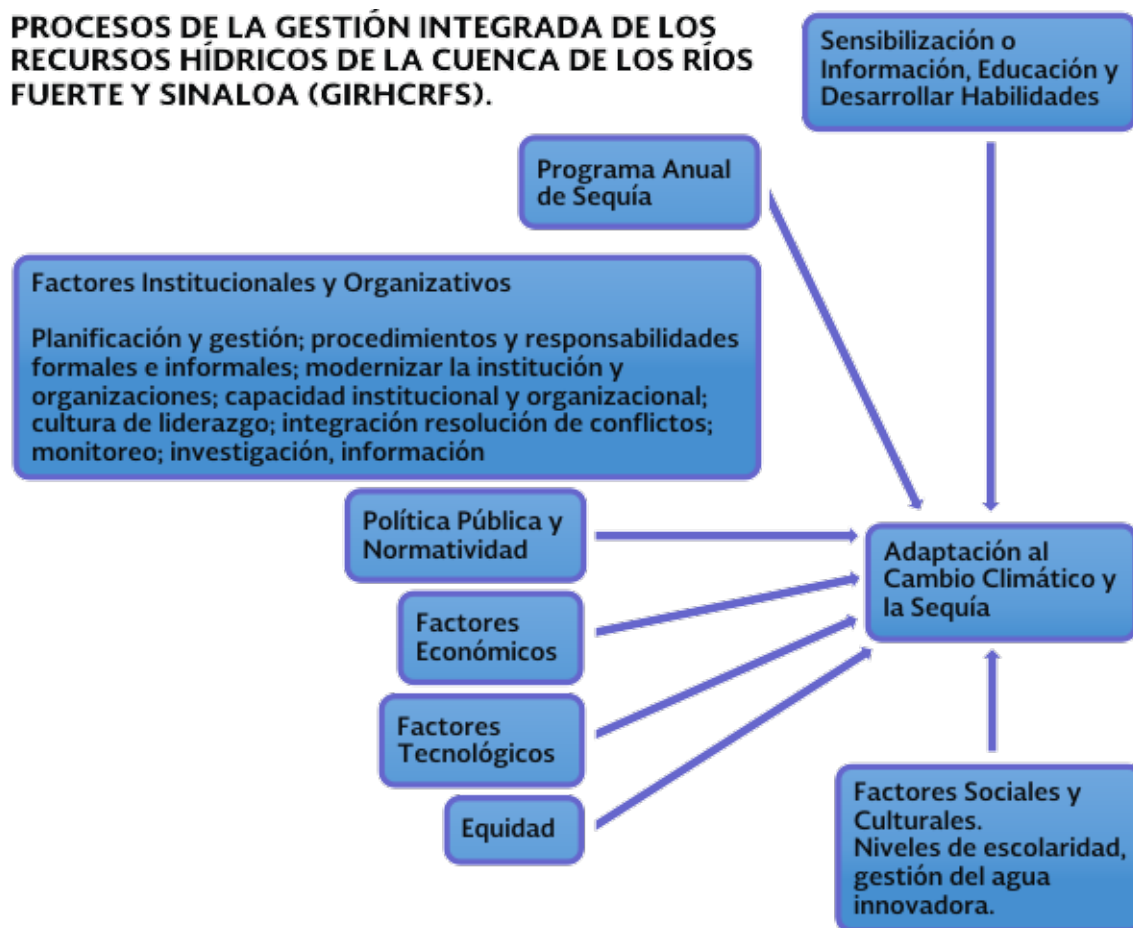 PROCESOS DE LA GESTIÓN INTEGRADA DE LOS
RECURSOS HÍDRICOS DE LA CUENCA DE LOS RÍOS
FUERTE Y SINALOA (GIRHCRFS).
Sensibilización o
Información, Educación y
Desarrollar Habilidades
Programa Anual
de Sequía
Factores Institucionales y Organizativos
Planificación y gestión; procedimientos y responsabilidades
formales e informales; modernizar la institución y
organizaciones; capacidad institucional y organizacional;
cultura de liderazgo; integración resolución de conflictos;
monitoreo; investigación, información
Política Pública y
Normatividad
Adaptación al
Cambio Climático y
la Sequía
Factores
Económicos
Factores
Tecnológicos
Equidad
Factores Sociales y
Culturales.
Niveles de escolaridad,
gestión del agua
innovadora.